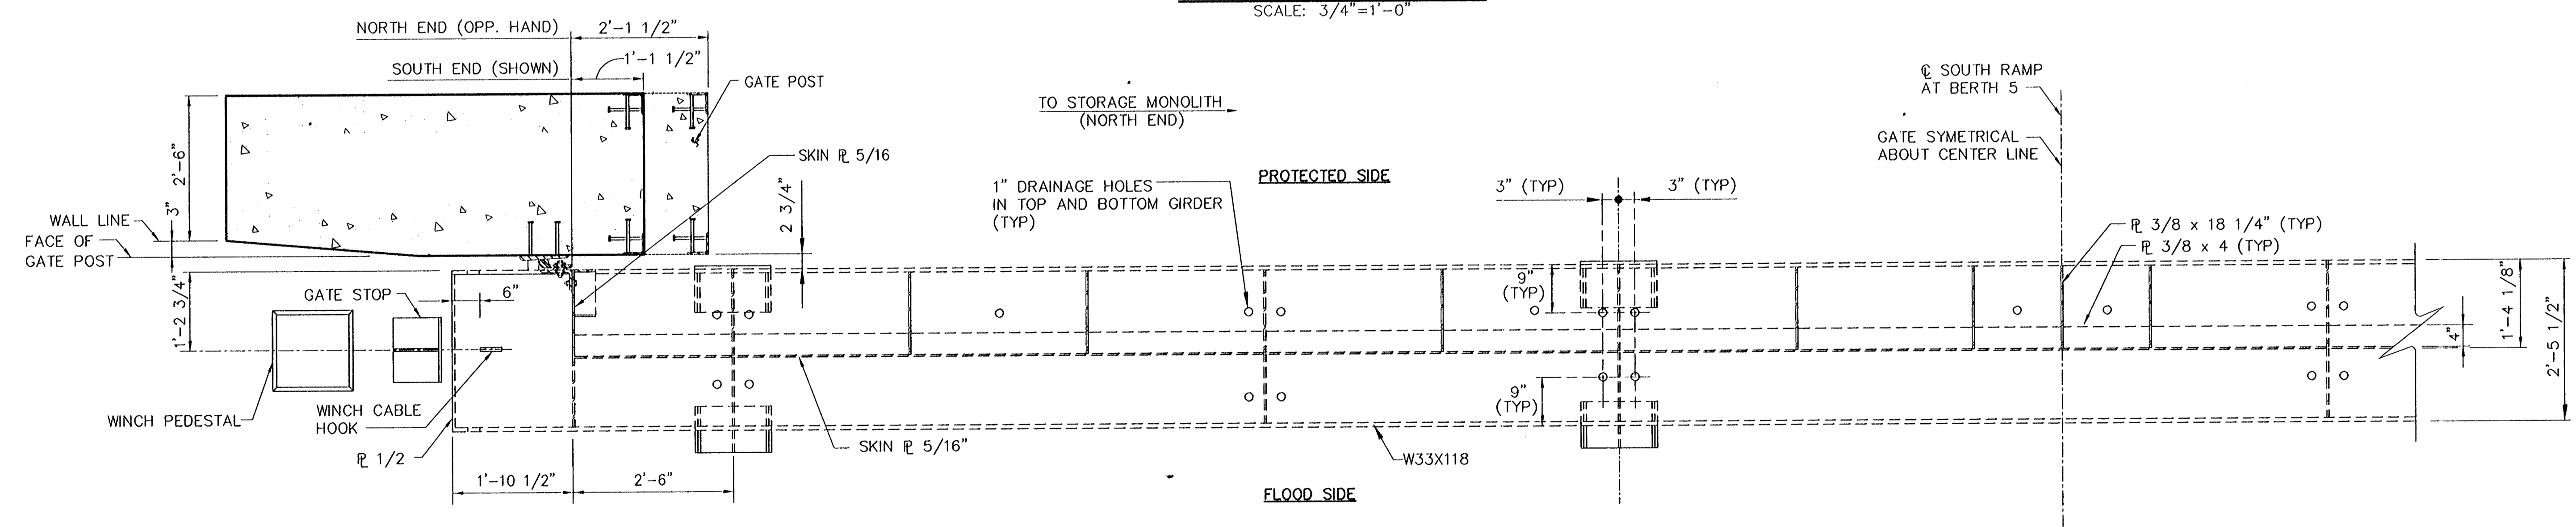 SCALE: 3/4"=1'-0"
NORTH END (OPP. HAND)
2'-1 1/2"
SOUTH END (SHOWN)
1'-1 1/2"
GATE POST
TO STORAGE MONOLITH
(NORTH END)
℄ SOUTH RAMP
AT BERTH 5
GATE SYMETRICAL
ABOUT CENTER LINE
2'-6"
SKIN ⅊ 5/16
PROTECTED SIDE
1" DRAINAGE HOLES
IN TOP AND BOTTOM GIRDER
(TYP)
3" (TYP)
3" (TYP)
WALL LINE
3"
FACE OF
GATE POST
2 3/4"
⅊ 3/8 x 18 1/4" (TYP)
⅊ 3/8 x 4 (TYP)
1'-2 3/4"
GATE STOP
6"
9"
(TYP)
4"
1'-4 1/8"
2'-5 1/2"
WINCH PEDESTAL
WINCH CABLE
HOOK
⅊ 1/2
9"
(TYP)
SKIN ⅊ 5/16"
W33X118
1'-10 1/2"
2'-6"
FLOOD SIDE